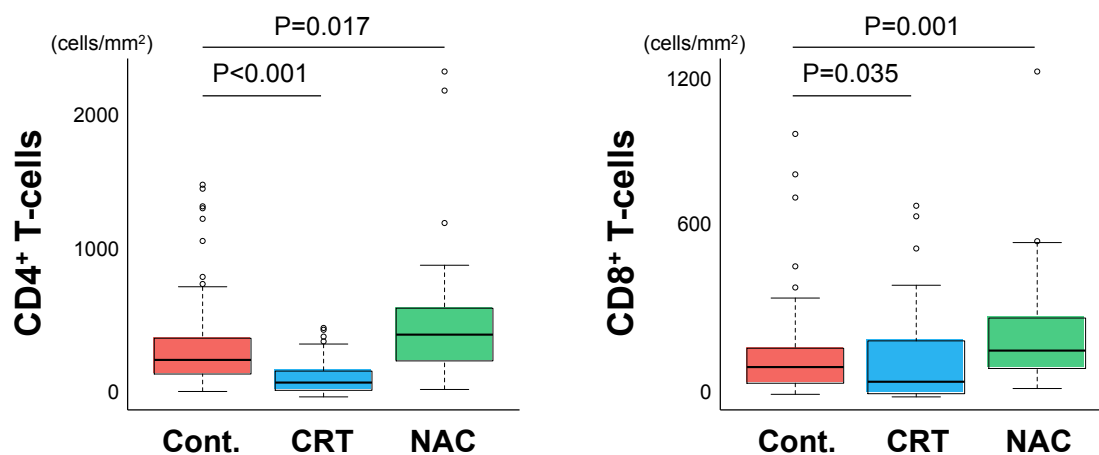 (cells/mm²)
P=0.017
P<0.001
2000
1000
0
CD4⁺ T-cells
Cont. CRT NAC
(cells/mm²)
P=0.001
P=0.035
1200
600
0
CD8⁺ T-cells
Cont. CRT NAC